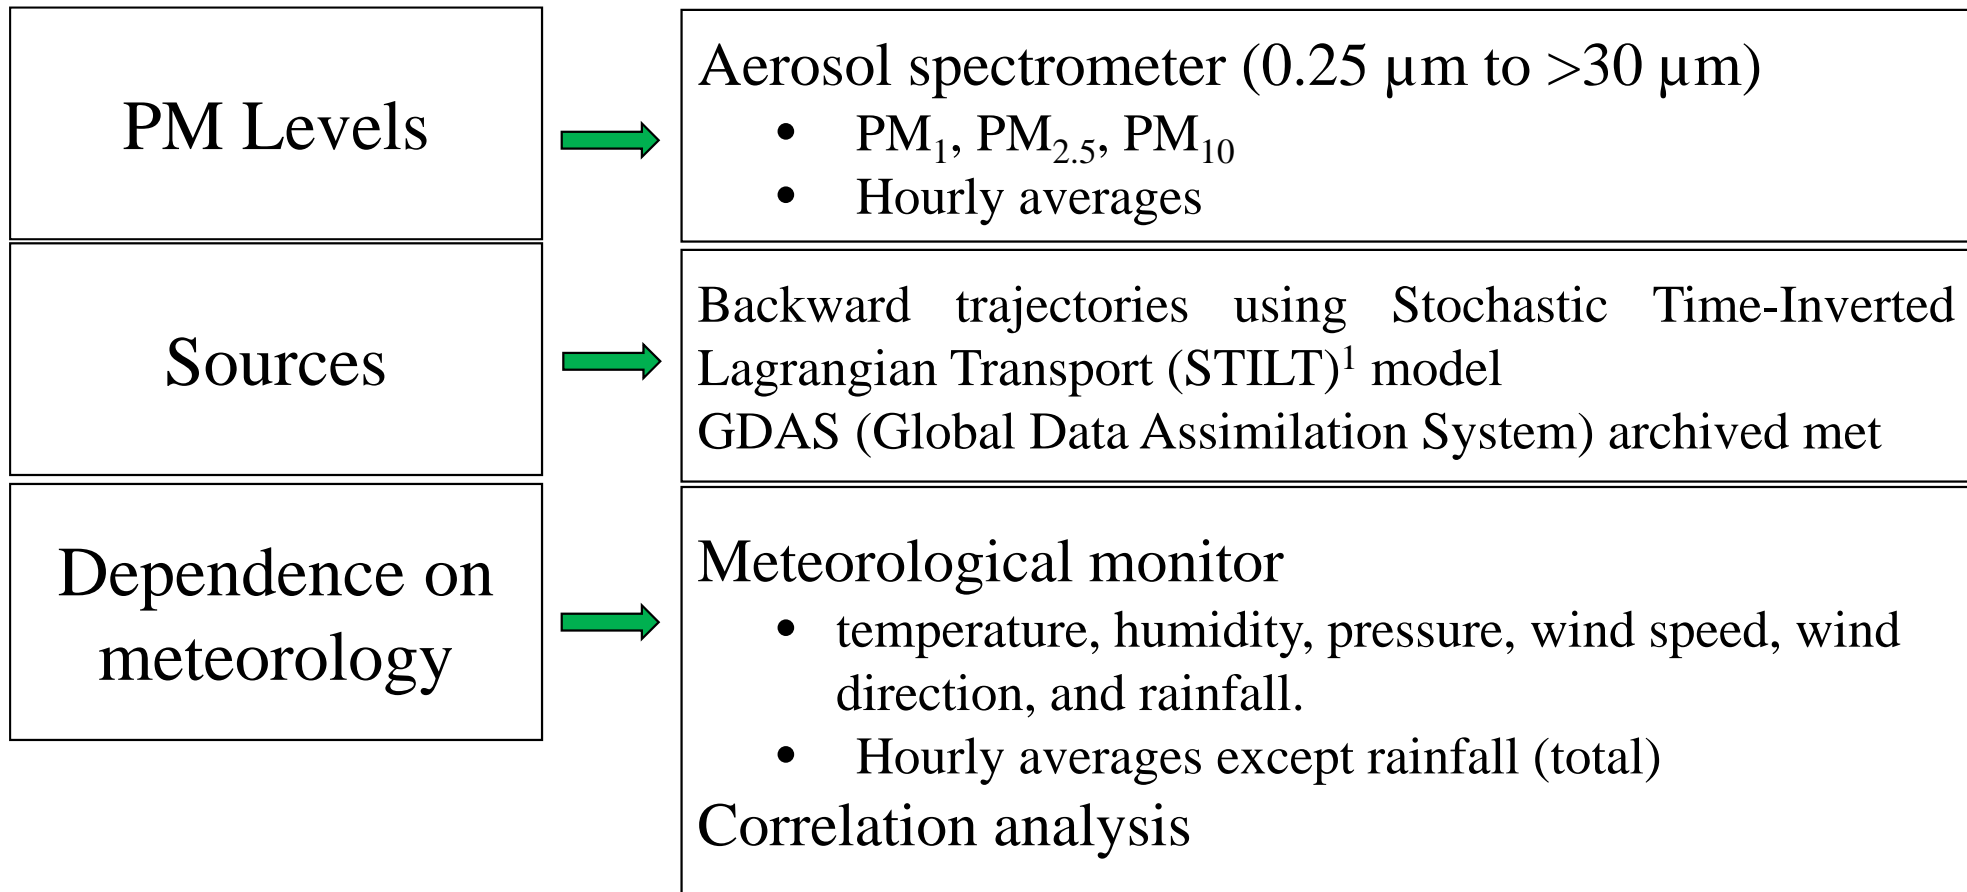 PM Levels
Aerosol spectrometer (0.25 µm to >30 µm)
• PM₁, PM₂.₅, PM₁₀
• Hourly averages
Sources
Backward trajectories using Stochastic Time-Inverted
Lagrangian Transport (STILT)¹ model
GDAS (Global Data Assimilation System) archived met
Dependence on
meteorology
Meteorological monitor
• temperature, humidity, pressure, wind speed, wind
direction, and rainfall.
• Hourly averages except rainfall (total)
Correlation analysis